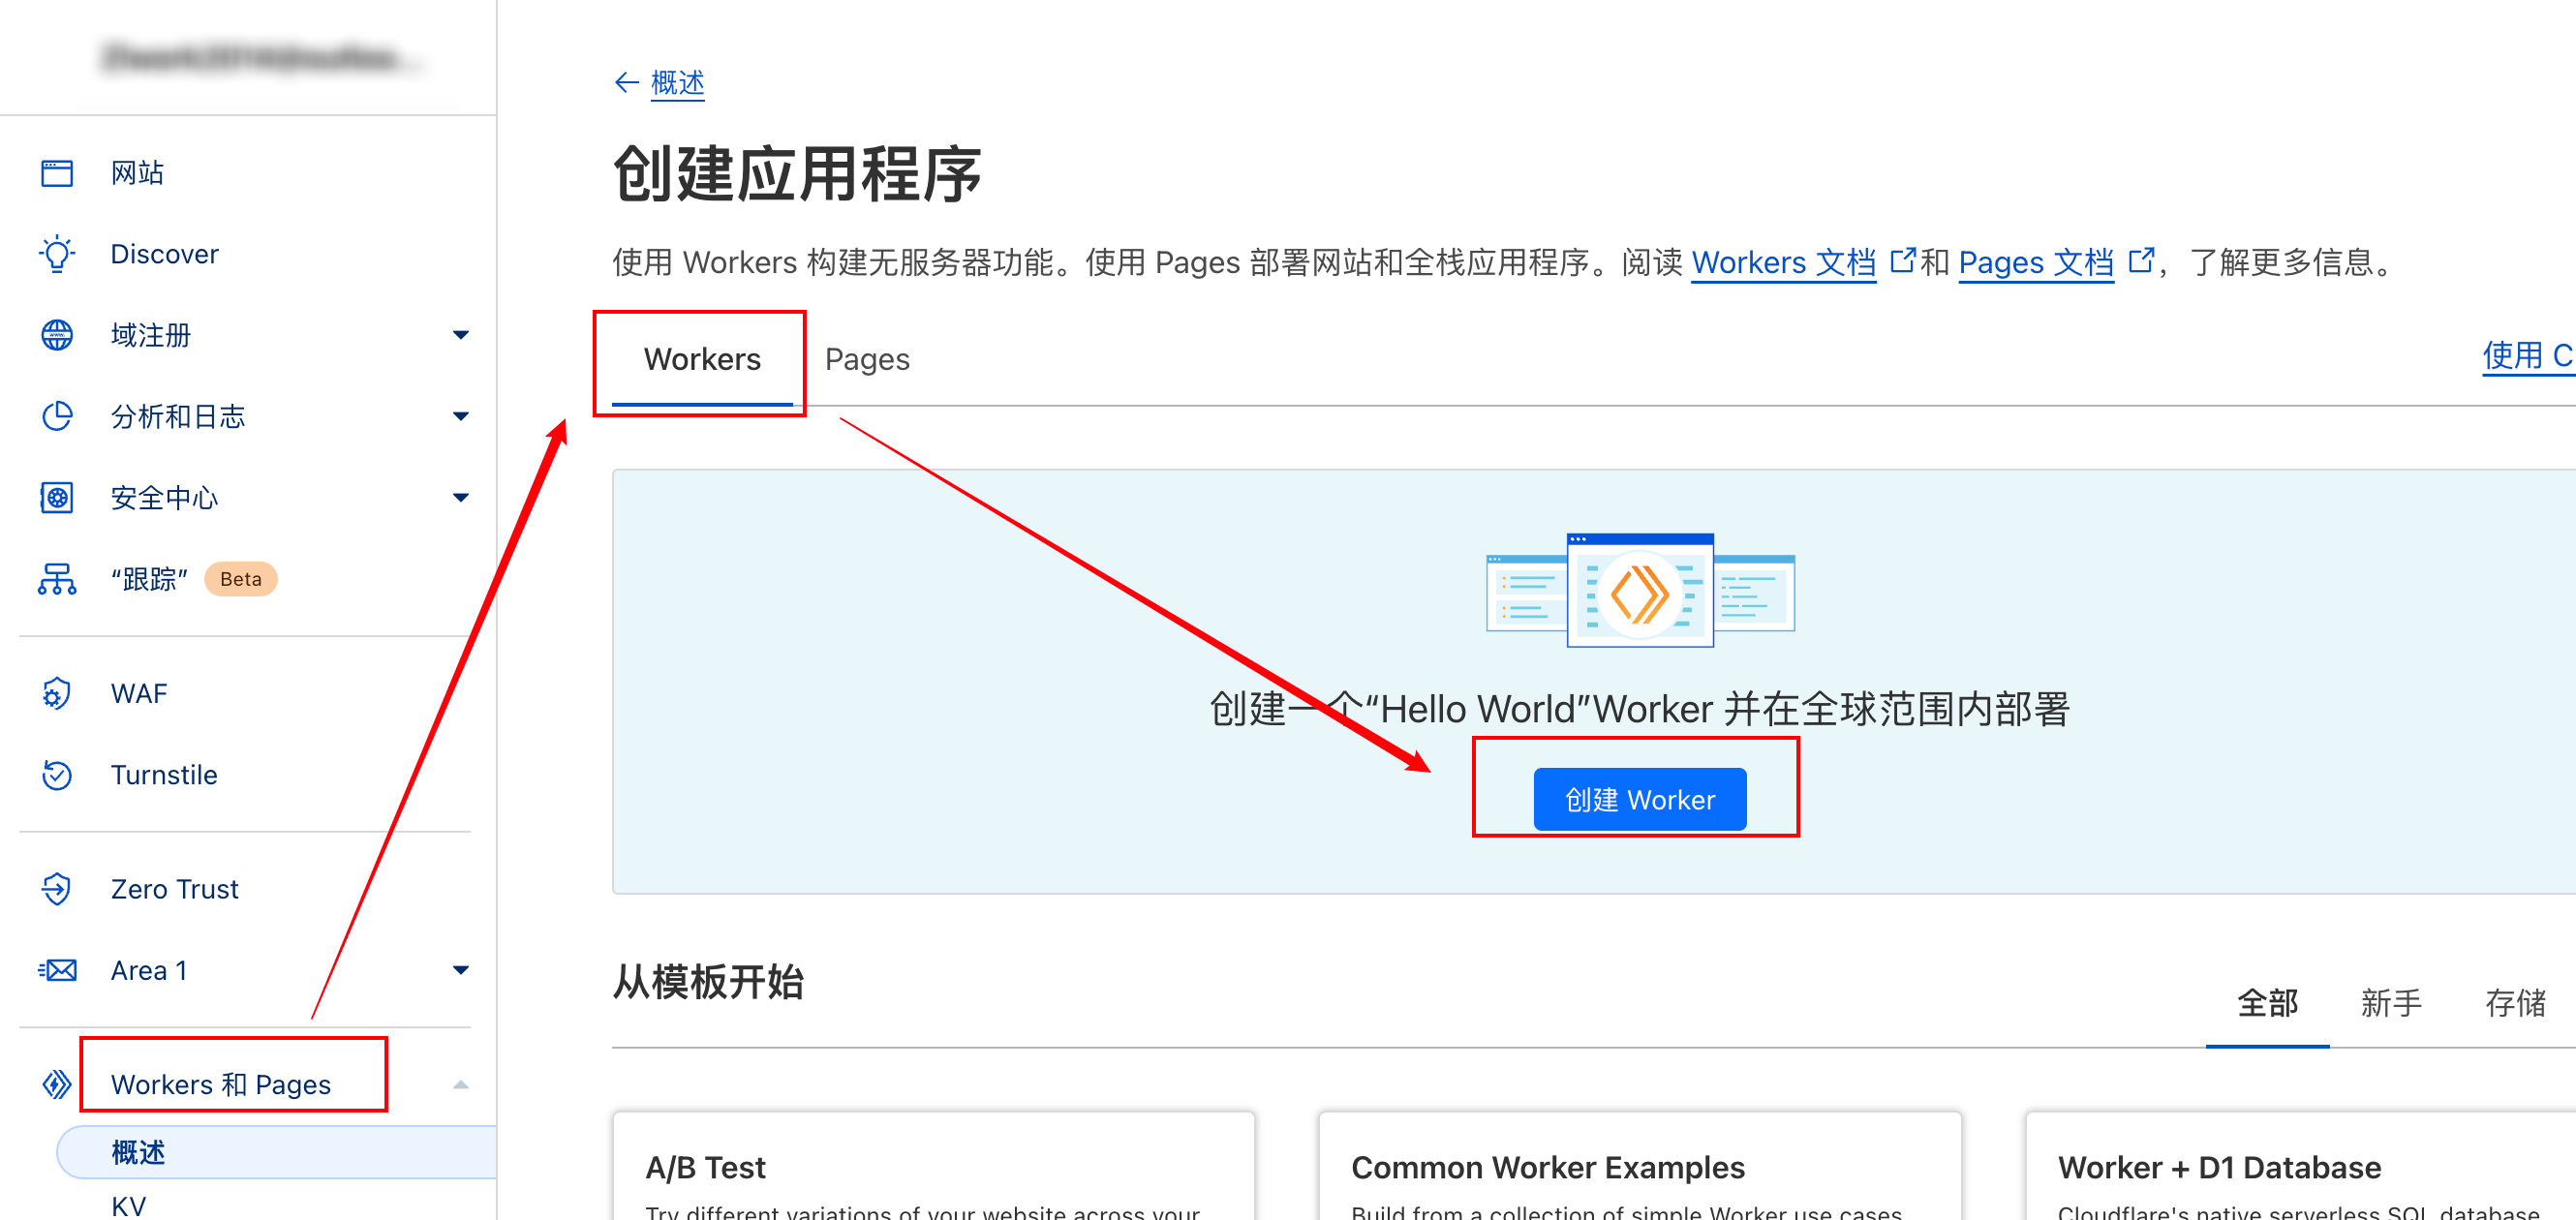 网站
Discover
域注册
分析和日志
安全中心
“跟踪” Beta
WAF
Turnstile
Zero Trust
Area 1
Workers 和 Pages
概述
KV
← 概述
创建应用程序
使用 Workers 构建无服务器功能。使用 Pages 部署网站和全栈应用程序。阅读 Workers 文档 和 Pages 文档 ，了解更多信息。
Workers Pages 使用 C
创建一个“Hello World”Worker 并在全球范围内部署
创建 Worker
从模板开始
全部 新手 存储
A/B Test
Try different variations of your website across your
Common Worker Examples
Build from a collection of simple Worker use cases
Worker + D1 Database
Cloudflare's native serverless SQL database